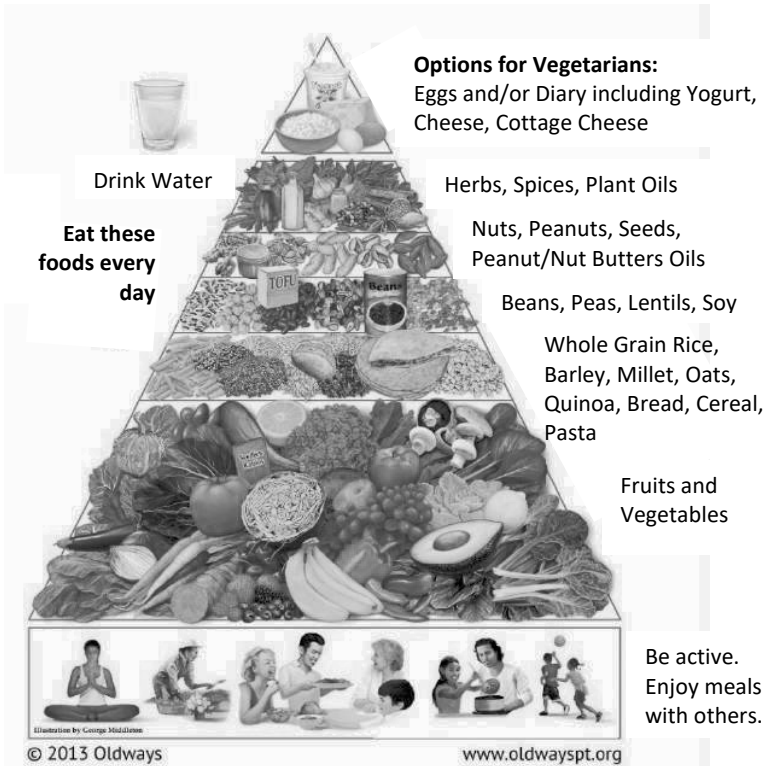 Options for Vegetarians:
Eggs and/or Diary including Yogurt,
Cheese, Cottage Cheese
Drink Water
Herbs, Spices, Plant Oils
Eat these
foods every
day
Nuts, Peanuts, Seeds,
Peanut/Nut Butters Oils
TOFU
Beans
Beans, Peas, Lentils, Soy
Whole Grain Rice,
Barley, Millet, Oats,
Quinoa, Bread, Cereal,
Pasta
Fruits and
Vegetables
Be active.
Enjoy meals
with others.
Illustration by George Middleton
© 2013 Oldways
www.oldwayspt.org